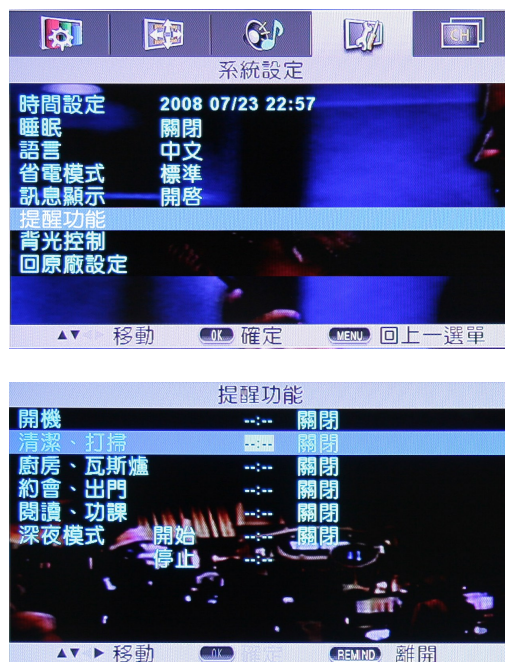 CH
系統設定
時間設定 2008 07/23 22:57
睡眠 關閉
語言 中文
省電模式 標準
訊息顯示 開啓
提醒功能
背光控制
回原廠設定
▲▼◀▶ 移動 OK 確定 MENU 回上一選單
提醒功能
開機 --:-- 關閉
清潔、打掃 --:-- 關閉
廚房、瓦斯爐 --:-- 關閉
約會、出門 --:-- 關閉
閱讀、功課 --:-- 關閉
深夜模式 開始 --:-- 關閉
停止 --:--
▲▼◀▶ 移動 OK 確定 REMIND 離開